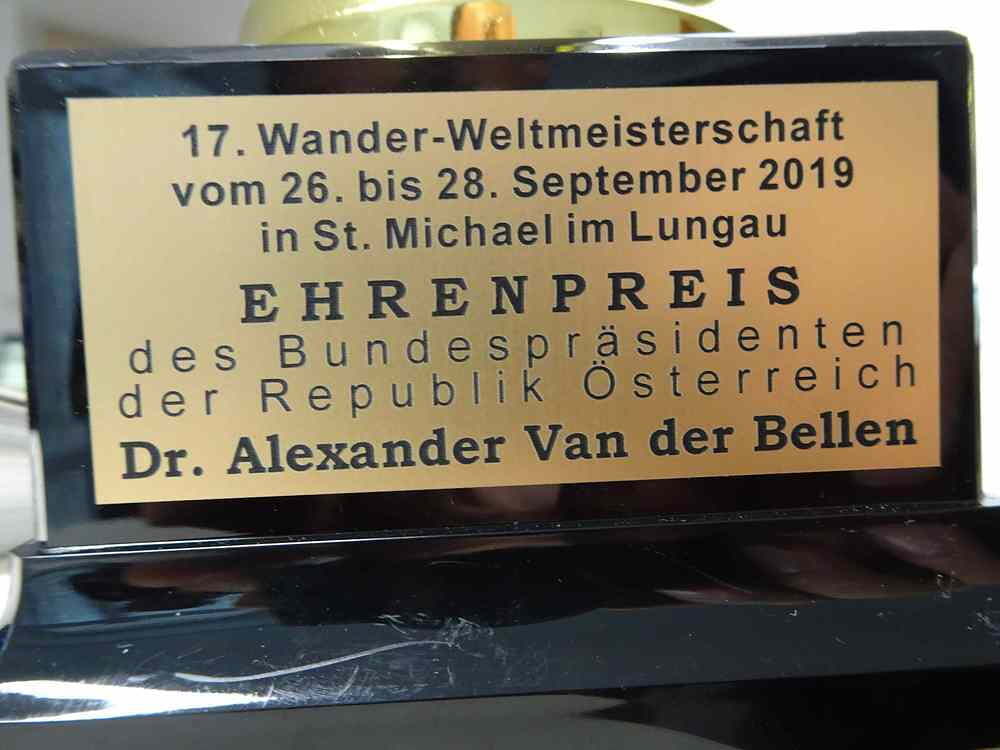 17. Wander-Weltmeisterschaft
vom 26. bis 28. September 2019
in St. Michael im Lungau
EHRENPREIS
des Bundespräsidenten
der Republik Österreich
Dr. Alexander Van der Bellen